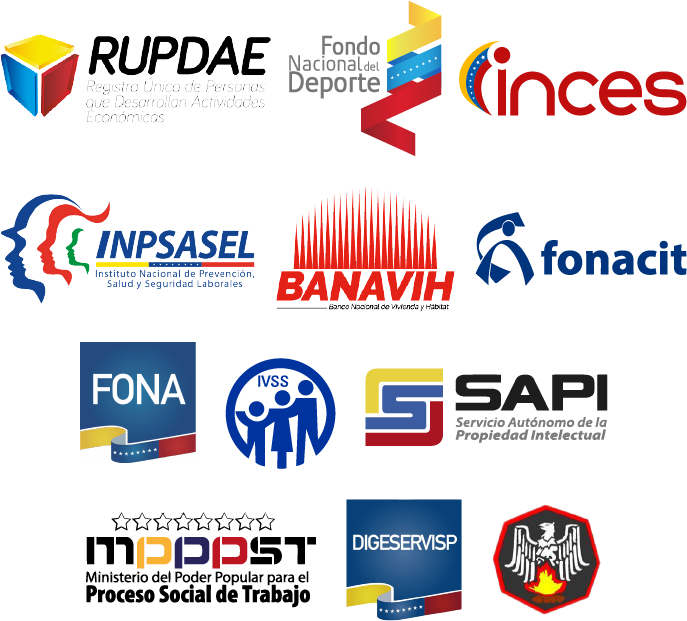 RUPDAE
Registro Único de Personas
que Desarrollan Actividades
Económicas
Fondo
Nacional del
Deporte
inces
INPSASEL
Instituto Nacional de Prevención,
Salud y Seguridad Laborales
BANAVIH
Banco Nacional de Vivienda y Hábitat
fonacit
FONA
IVSS
SAPI
Servicio Autónomo de la
Propiedad Intelectual
mpppst
Ministerio del Poder Popular para el
Proceso Social de Trabajo
DIGESERVISP